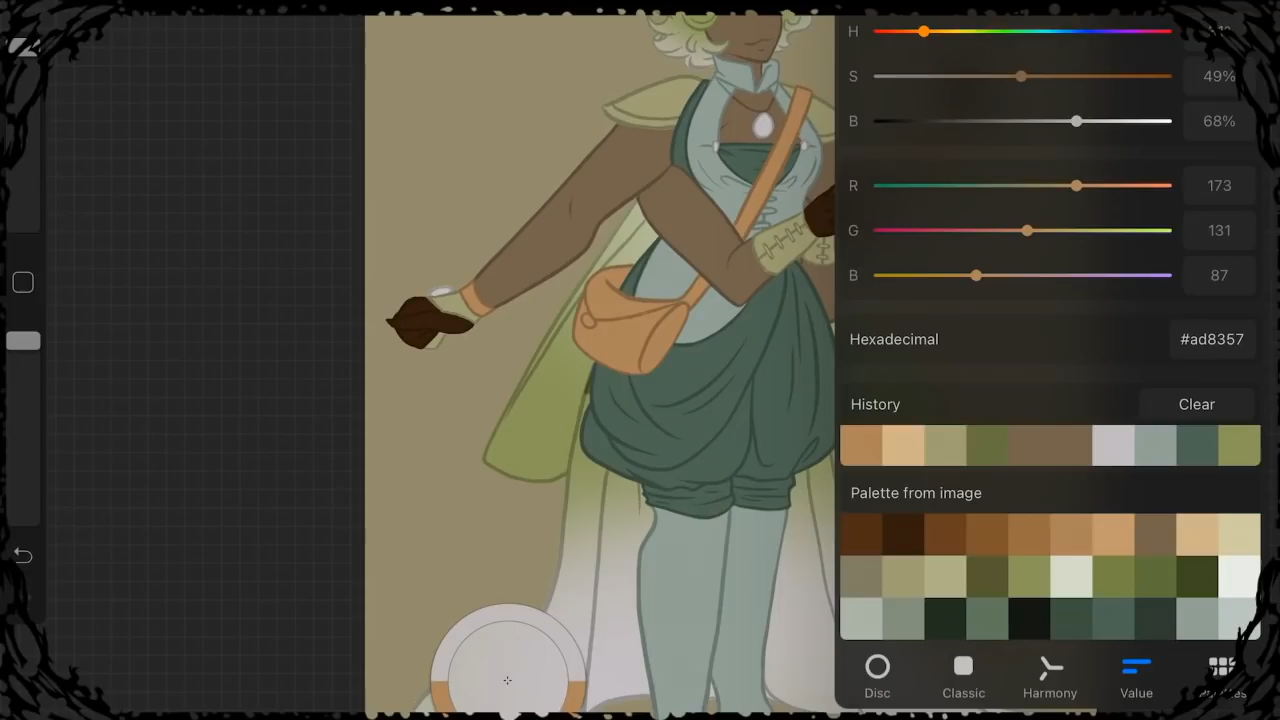 H
S 49%
B 68%
R 173
G 131
B 87
Hexadecimal #ad8357
History Clear
Palette from image
Disc Classic Harmony Value